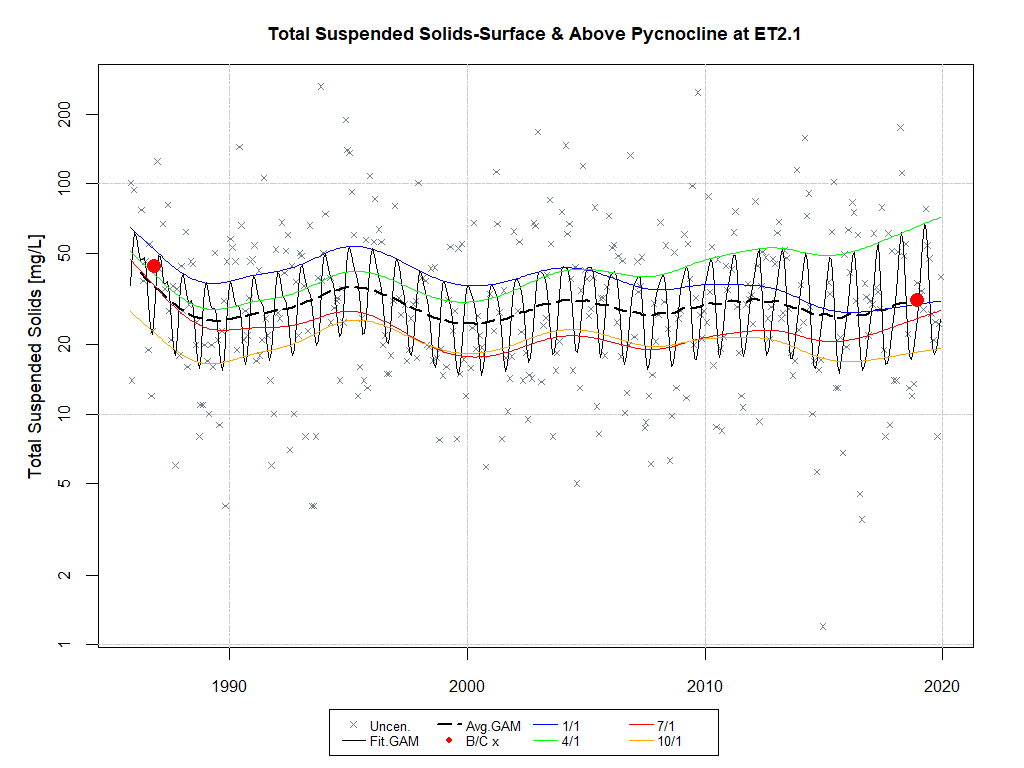 Total Suspended Solids-Surface & Above Pycnocline at ET2.1
Total Suspended Solids [mg/L]
200
100
50
20
10
5
2
1
1990 2000 2010 2020
Uncen. Avg.GAM 1/1 7/1
Fit.GAM B/C x 4/1 10/1